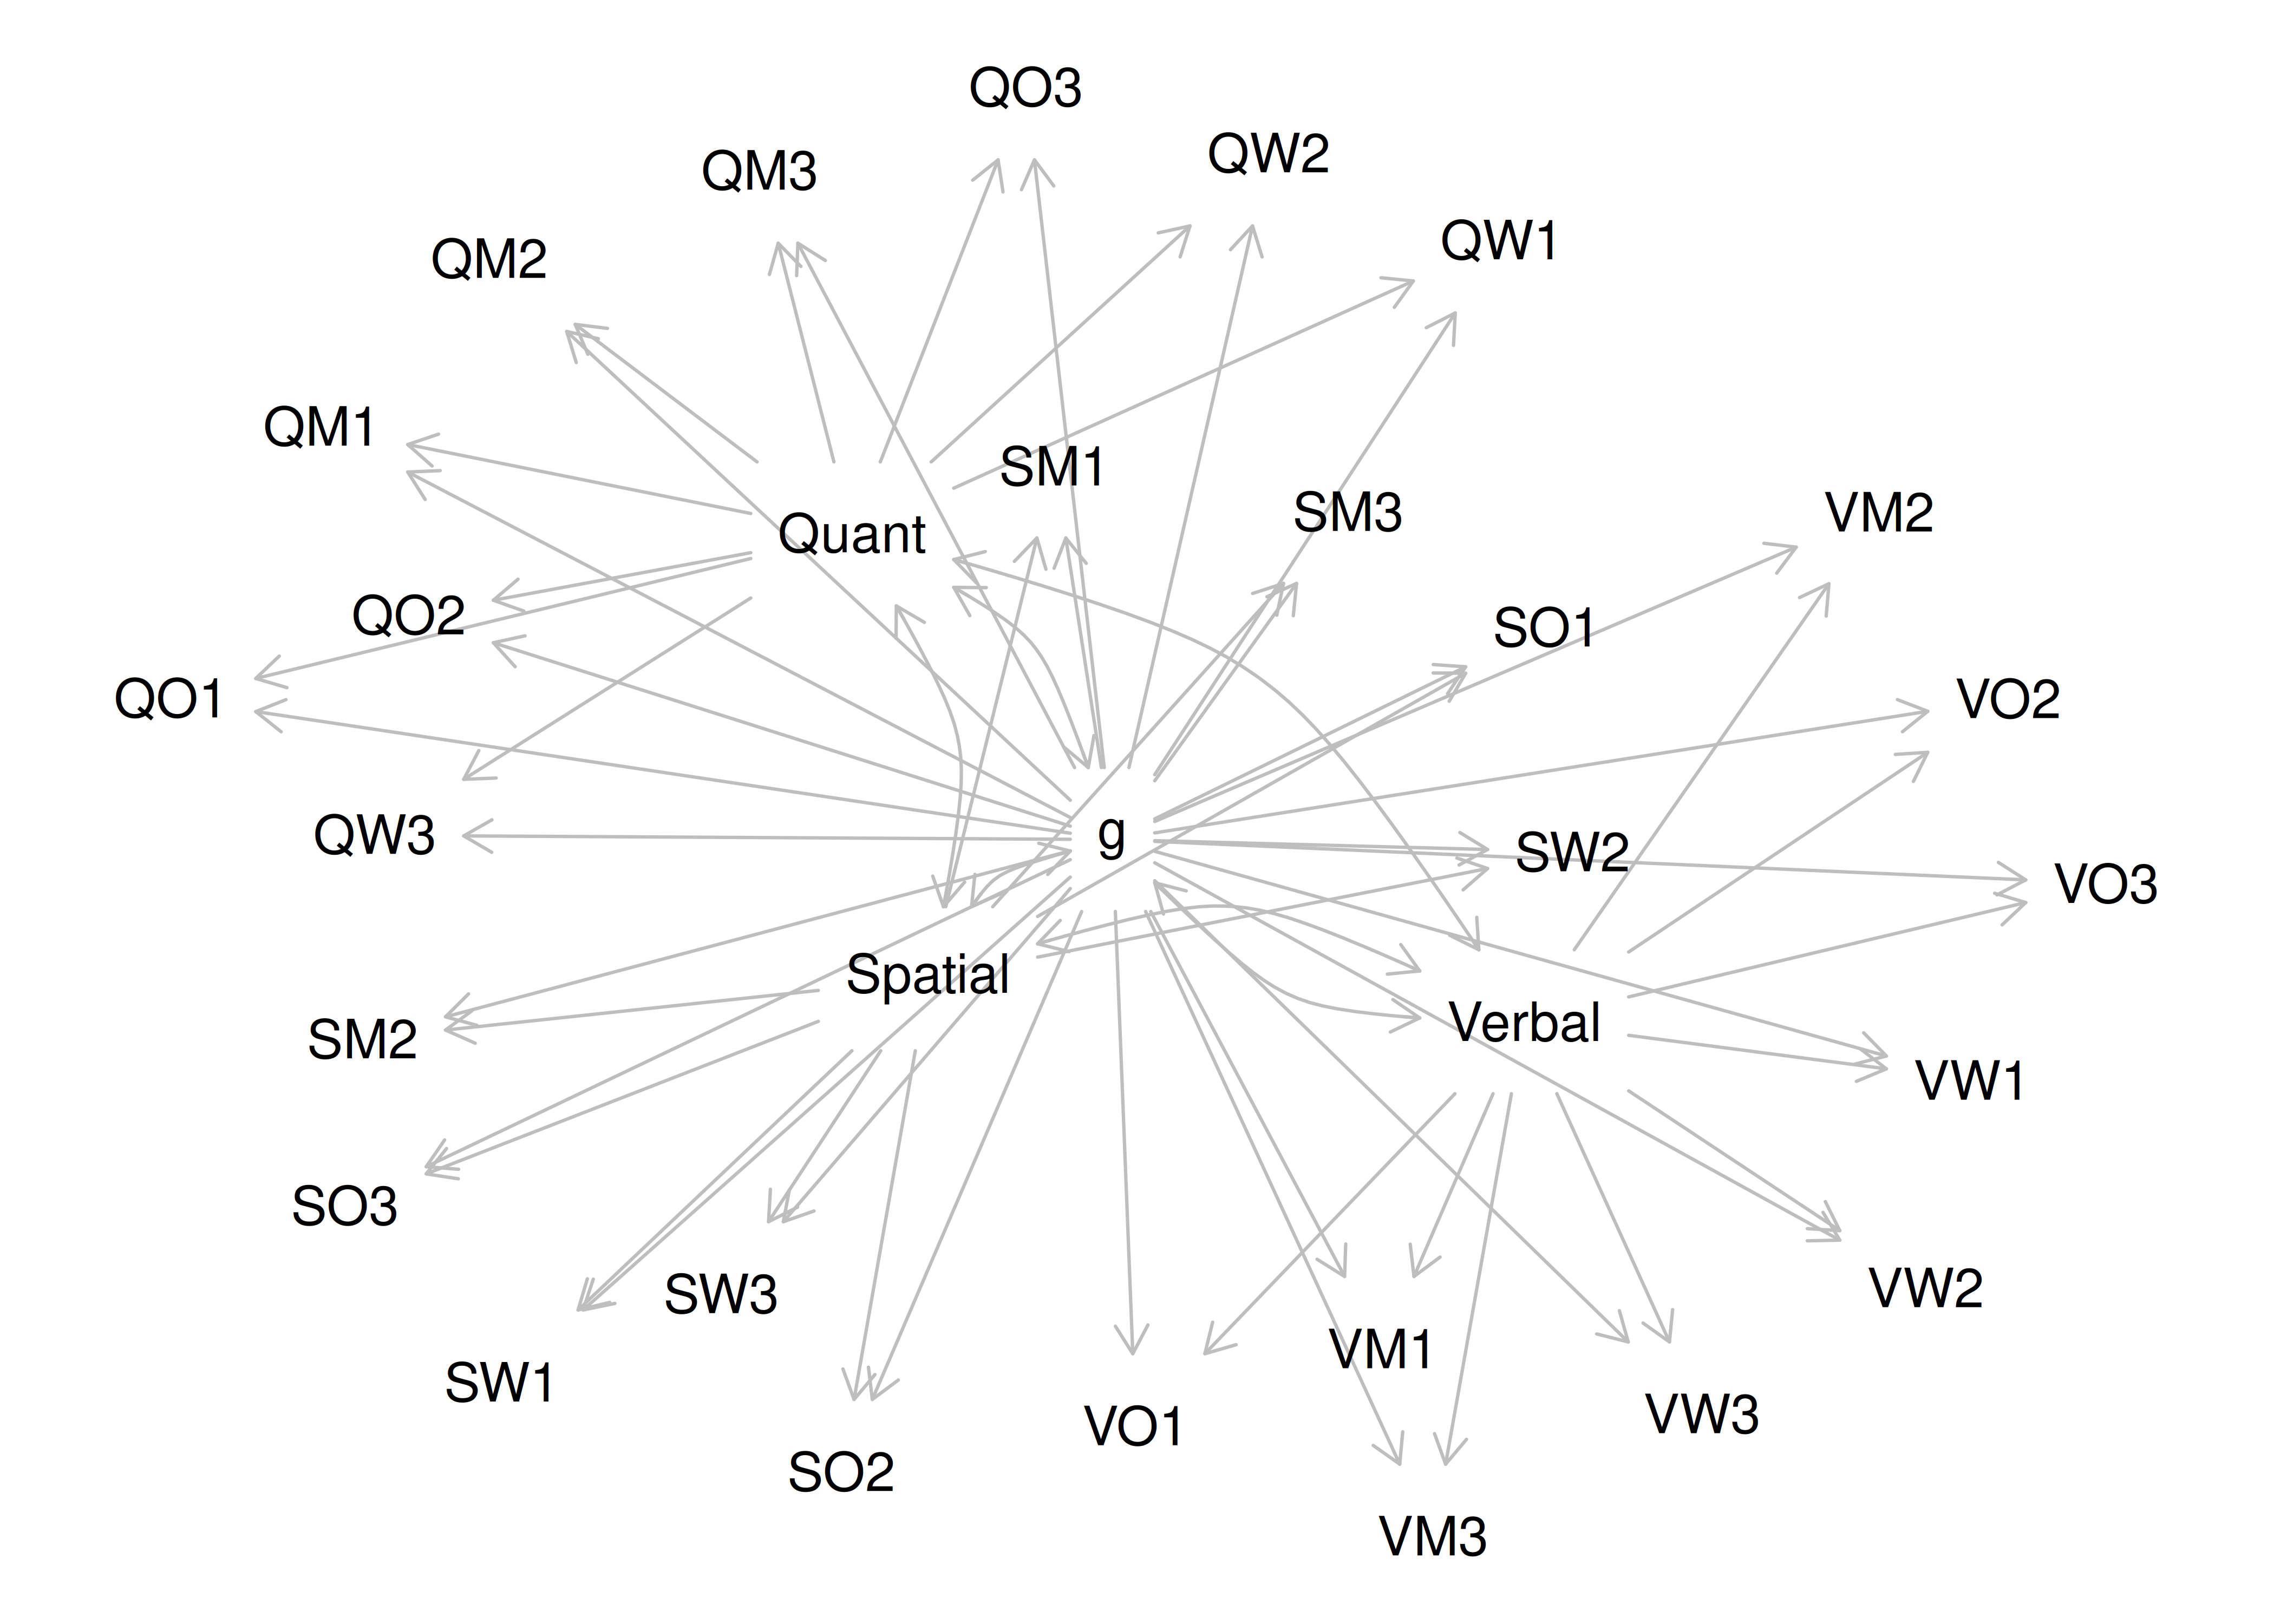 QO3
QW2
QM3
QW1
QM2
QM1
SM1
SM3
VM2
Quant
QO2
SO1
QO1
VO2
QW3
g
SW2
VO3
Spatial
Verbal
SM2
VW1
SO3
SW3
VW2
VM1
SW1
VW3
VO1
SO2
VM3